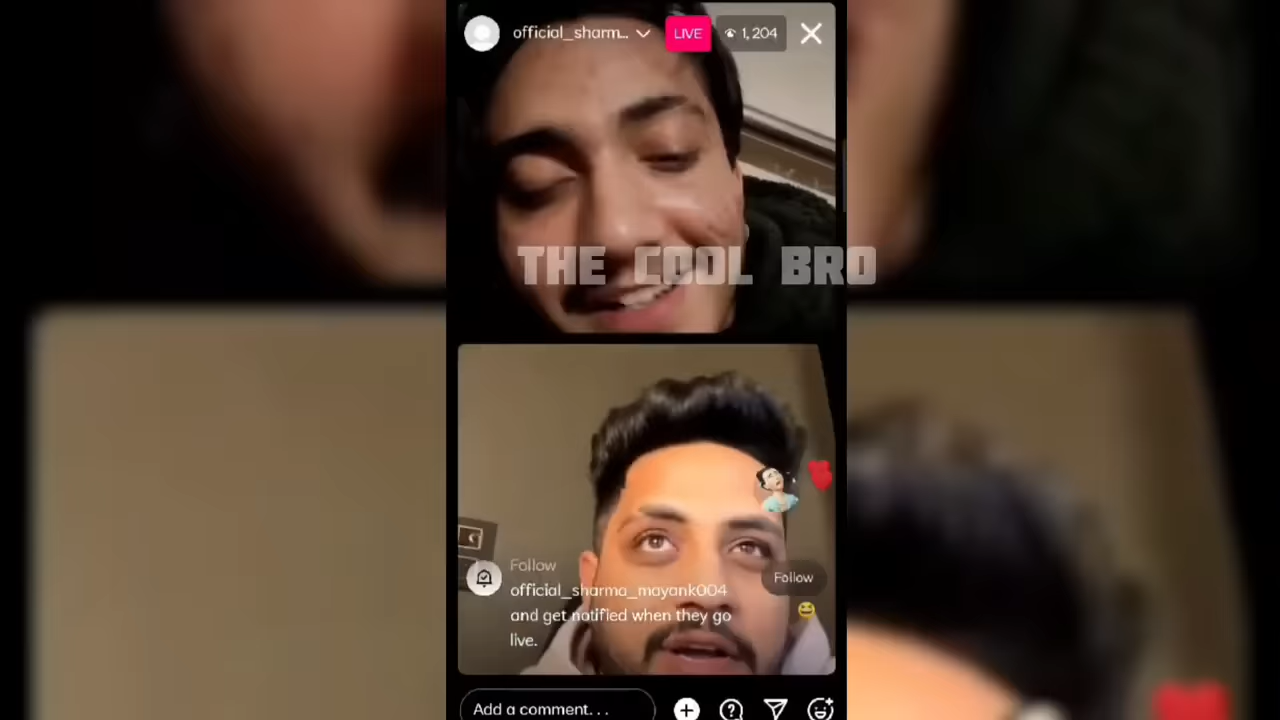 official_sharm...
LIVE
1,204
THE COOL BRO
Follow
official_sharma_mayank004
and get notified when they go
live.
Follow
Add a comment...